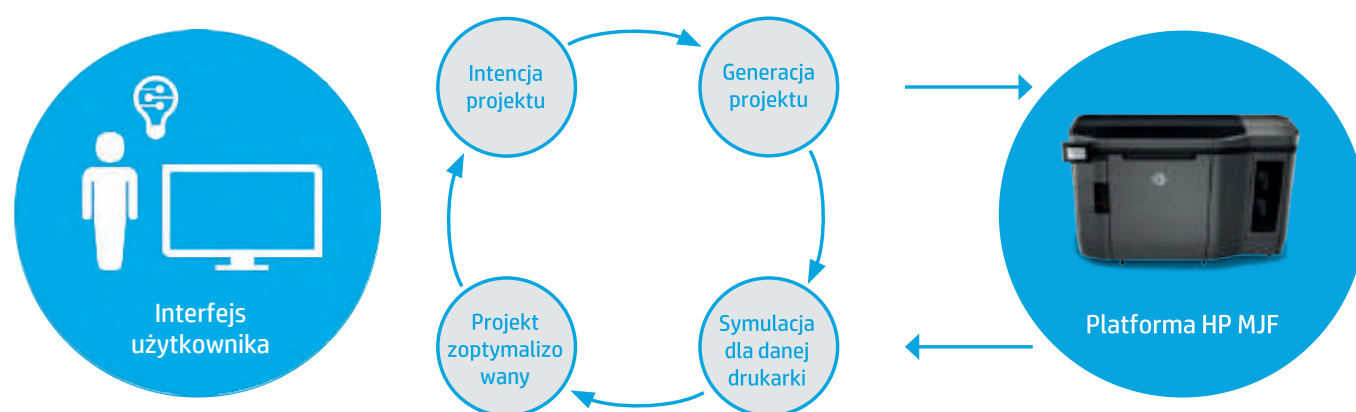 Interfejs
użytkownika
Intencja
projektu
Generacja
projektu
Projekt
zoptymalizo
wany
Symulacja
dla danej
drukarki
Platforma HP MJF